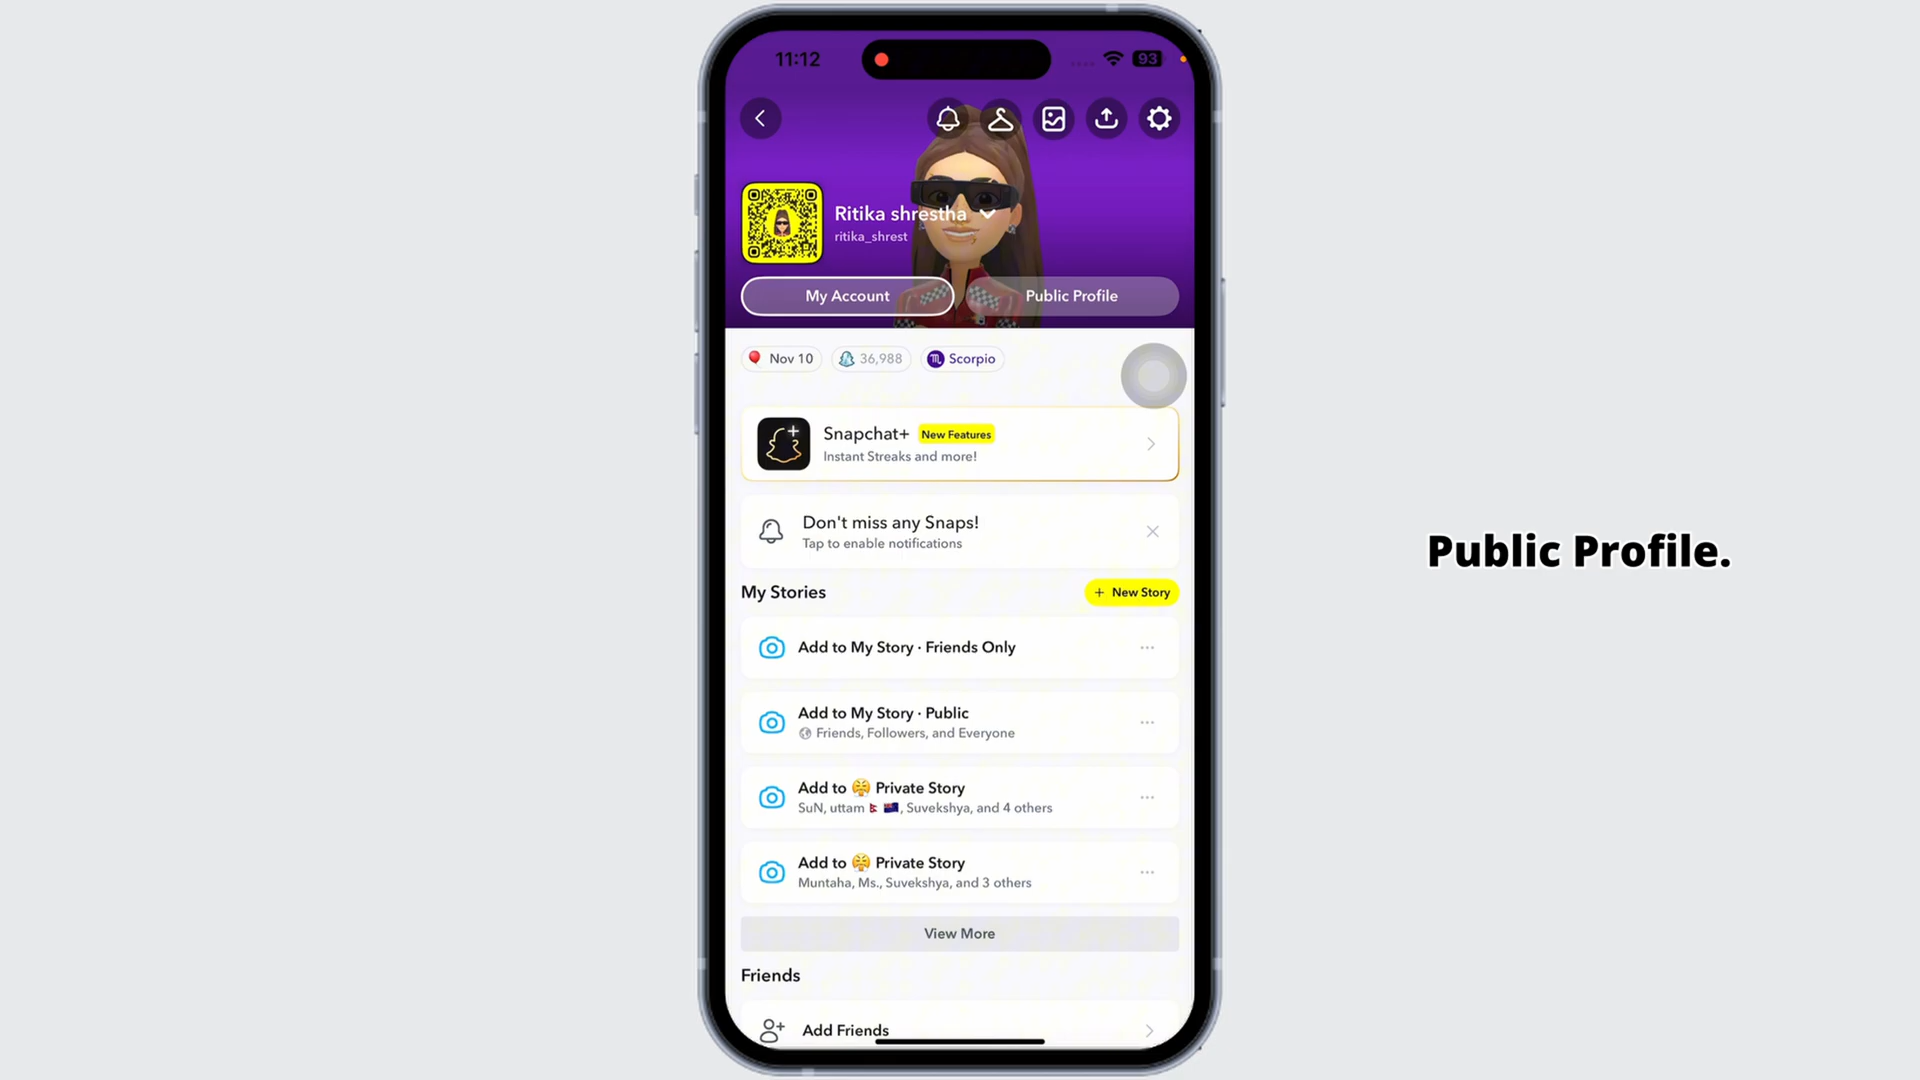 11:12
93
Ritika shrestha
ritika_shrest
My Account
Public Profile
Nov 10
36,988
Scorpio
Snapchat+ New Features
Instant Streaks and more!
Don't miss any Snaps!
Tap to enable notifications
My Stories
+ New Story
Add to My Story · Friends Only
Add to My Story · Public
Friends, Followers, and Everyone
Add to 😤 Private Story
SuN, uttam 🇳🇵 🇳🇿, Suvekshya, and 4 others
Add to 😤 Private Story
Muntaha, Ms., Suvekshya, and 3 others
View More
Friends
Add Friends
Public Profile.